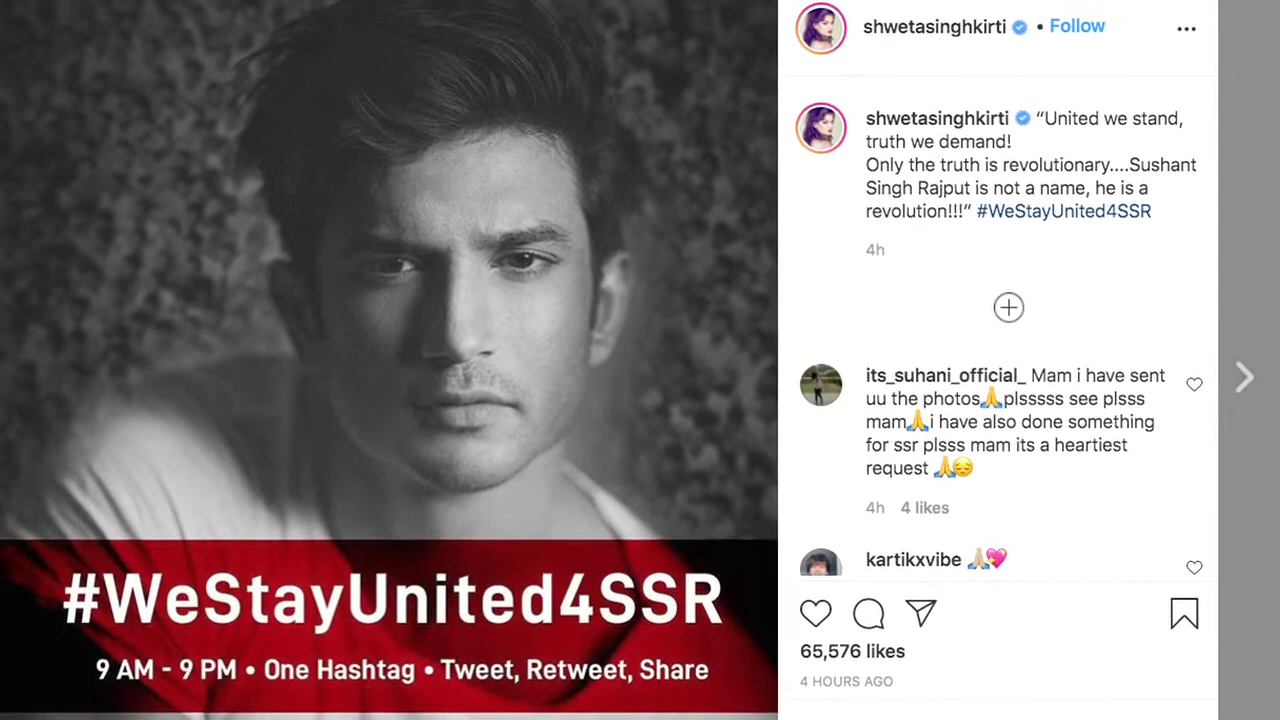 #WeStayUnited4SSR
9 AM - 9 PM • One Hashtag • Tweet, Retweet, Share
shwetasinghkirti • Follow
shwetasinghkirti “United we stand,
truth we demand!
Only the truth is revolutionary....Sushant
Singh Rajput is not a name, he is a
revolution!!!” #WeStayUnited4SSR
4h
its_suhani_official_ Mam i have sent
uu the photos🙏plsssss see plsss
mam🙏i have also done something
for ssr plsss mam its a heartiest
request 🙏😔
4h 4 likes
kartikxvibe 🙏🏼💖
65,576 likes
4 HOURS AGO